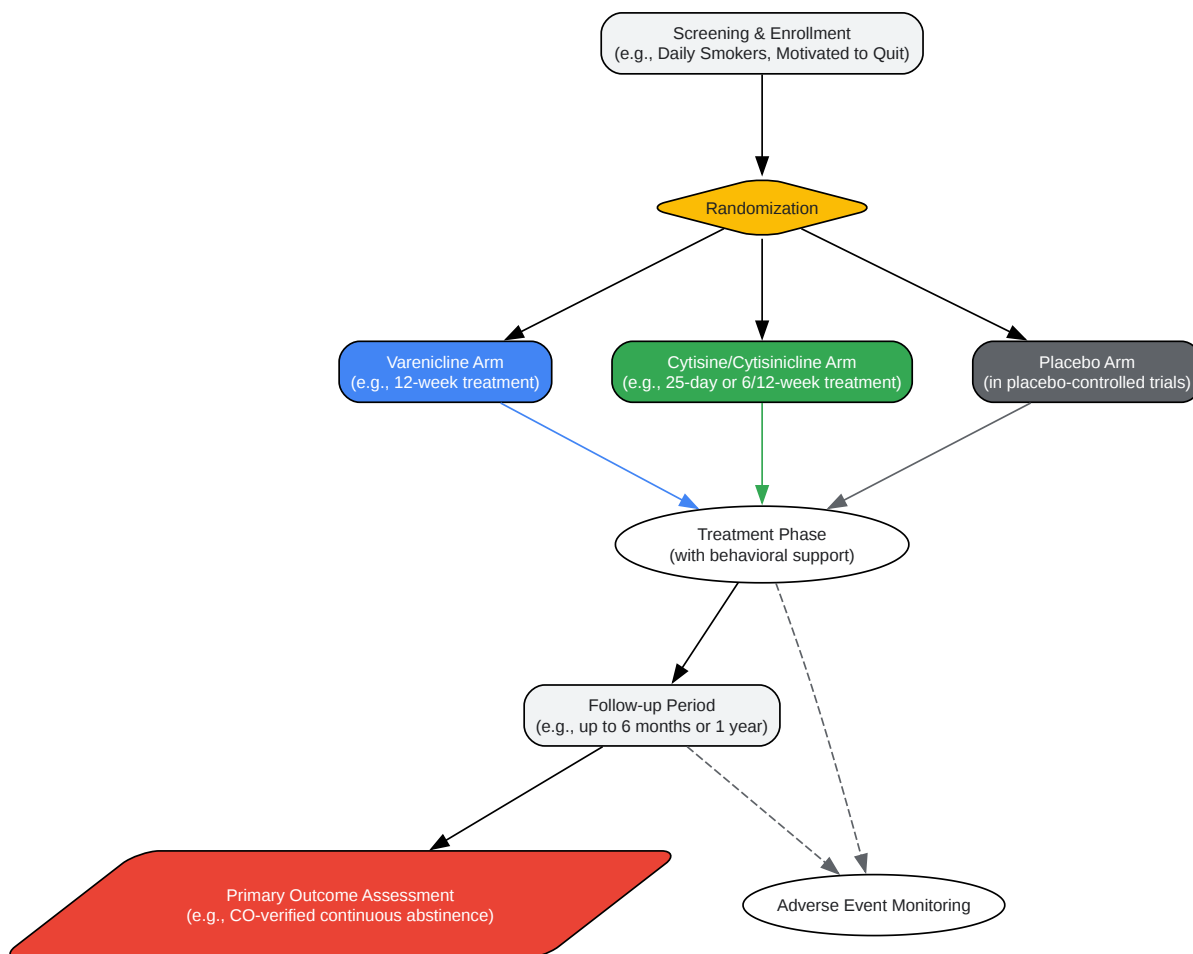 Screening & Enrollment
(e.g., Daily Smokers, Motivated to Quit)
Randomization
Varenicline Arm
(e.g., 12-week treatment)
Cytisine/Cytisinicline Arm
(e.g., 25-day or 6/12-week treatment)
Placebo Arm
(in placebo-controlled trials)
Treatment Phase
(with behavioral support)
Follow-up Period
(e.g., up to 6 months or 1 year)
Primary Outcome Assessment
(e.g., CO-verified continuous abstinence)
Adverse Event Monitoring